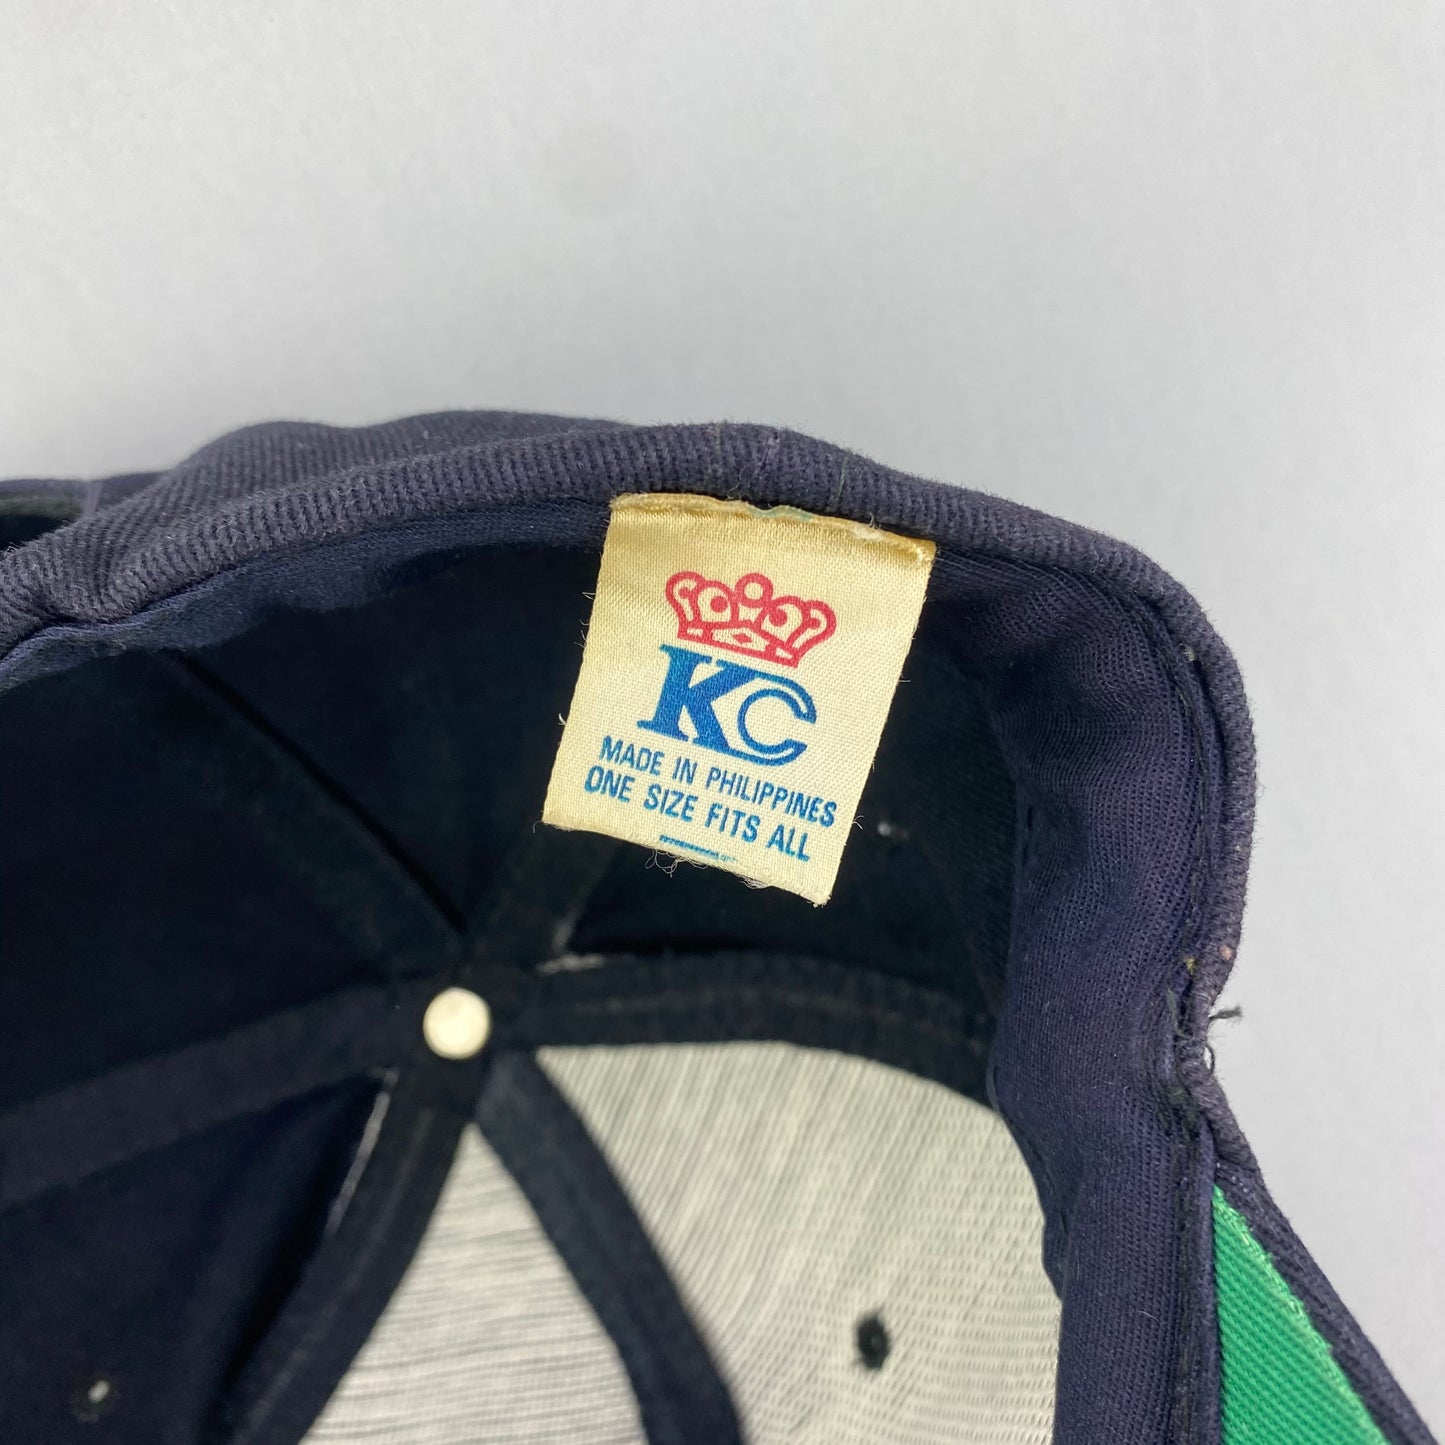 KC
MADE IN PHILIPPINES
ONE SIZE FITS ALL